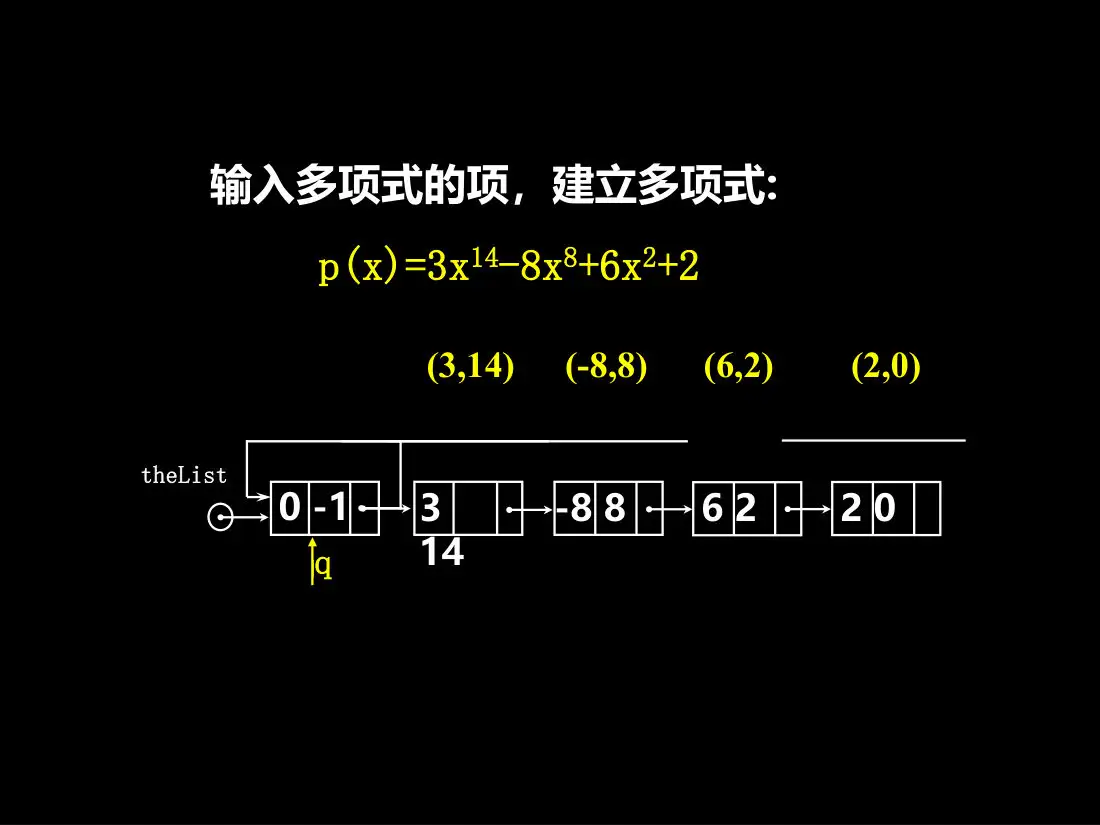 输入多项式的项，建立多项式:
p(x)=3x¹⁴-8x⁸+6x²+2
(3,14) (-8,8) (6,2) (2,0)
theList
0 -1 3 14 -8 8 6 2 2 0
q